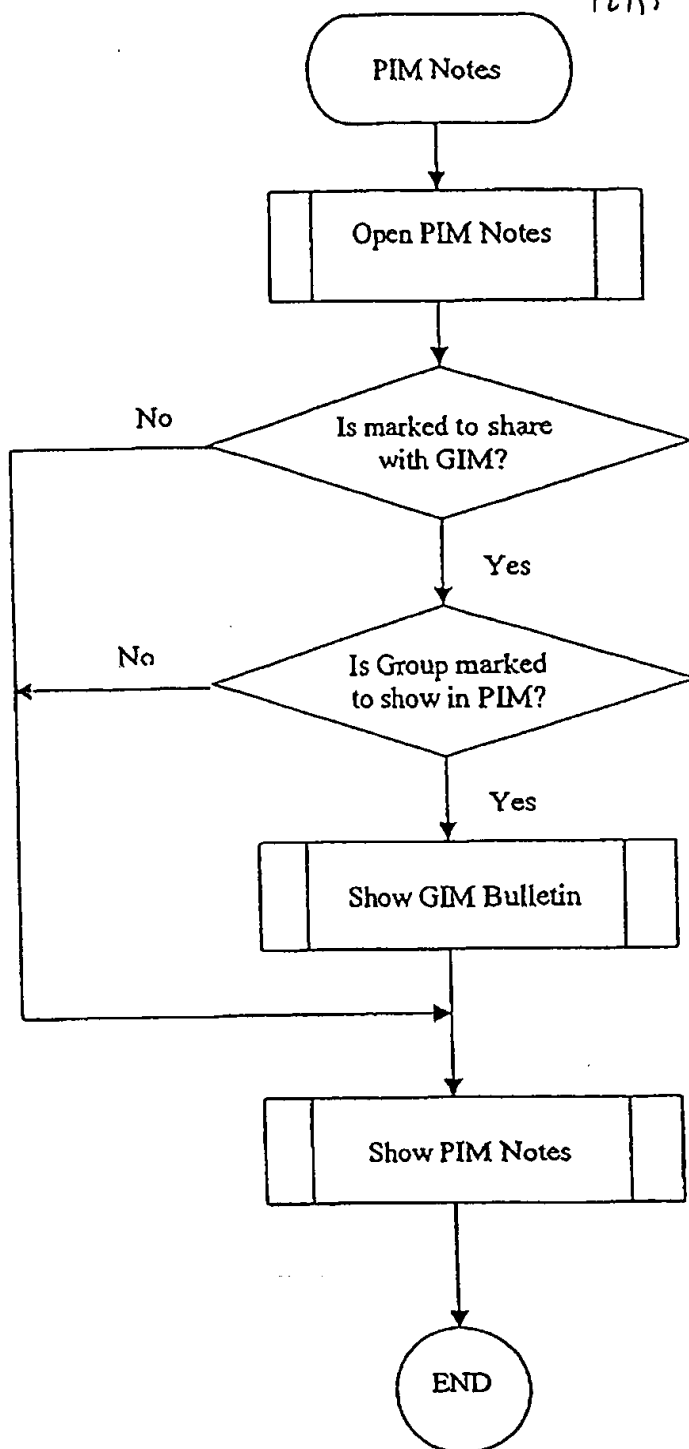 PIM Notes
Open PIM Notes
No
Is marked to share
with GIM?
Yes
No
Is Group marked
to show in PIM?
Yes
Show GIM Bulletin
Show PIM Notes
END